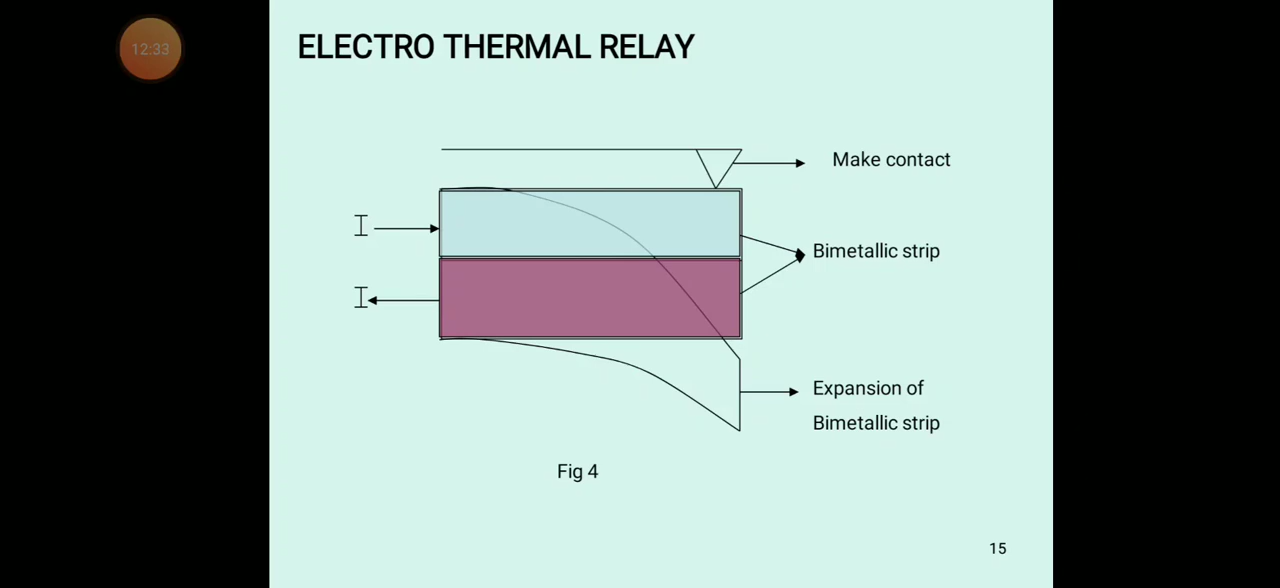 12:33
ELECTRO THERMAL RELAY
Make contact
I
Bimetallic strip
I
Expansion of
Bimetallic strip
Fig 4
15